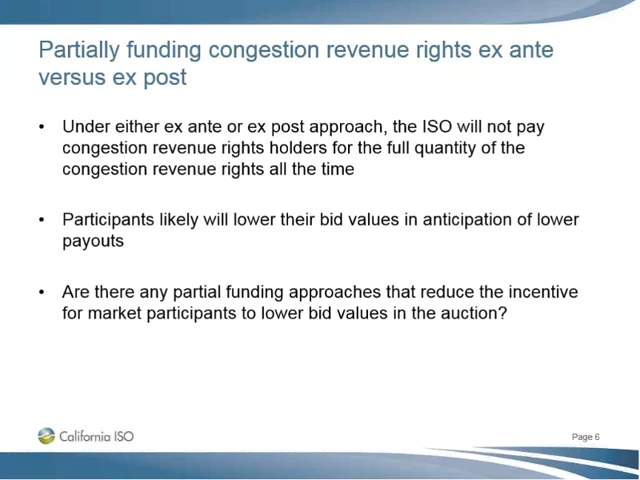 Partially funding congestion revenue rights ex ante
versus ex post
• Under either ex ante or ex post approach, the ISO will not pay
congestion revenue rights holders for the full quantity of the
congestion revenue rights all the time
• Participants likely will lower their bid values in anticipation of lower
payouts
• Are there any partial funding approaches that reduce the incentive
for market participants to lower bid values in the auction?
California ISO
Page 6